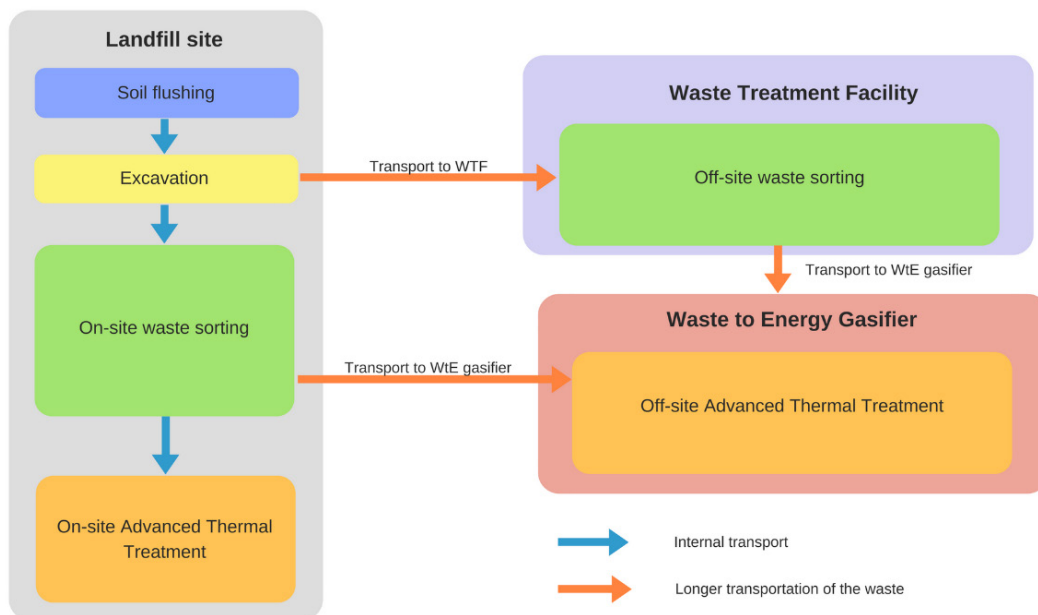 Landfill site
Soil flushing
Excavation
On-site waste sorting
On-site Advanced Thermal
Treatment
Transport to WTF
Transport to WtE gasifier
Waste Treatment Facility
Off-site waste sorting
Transport to WtE gasifier
Waste to Energy Gasifier
Off-site Advanced Thermal Treatment
Internal transport
Longer transportation of the waste